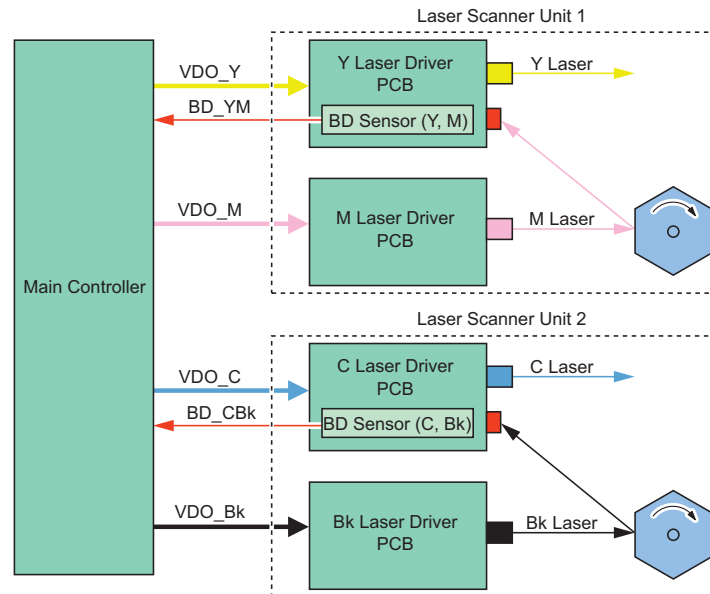 Laser Scanner Unit 1
Main Controller
VDO_Y
BD_YM
Y Laser Driver
PCB
BD Sensor (Y, M)
Y Laser
VDO_M
M Laser Driver
PCB
M Laser
Laser Scanner Unit 2
VDO_C
BD_CBk
C Laser Driver
PCB
BD Sensor (C, Bk)
C Laser
VDO_Bk
Bk Laser Driver
PCB
Bk Laser